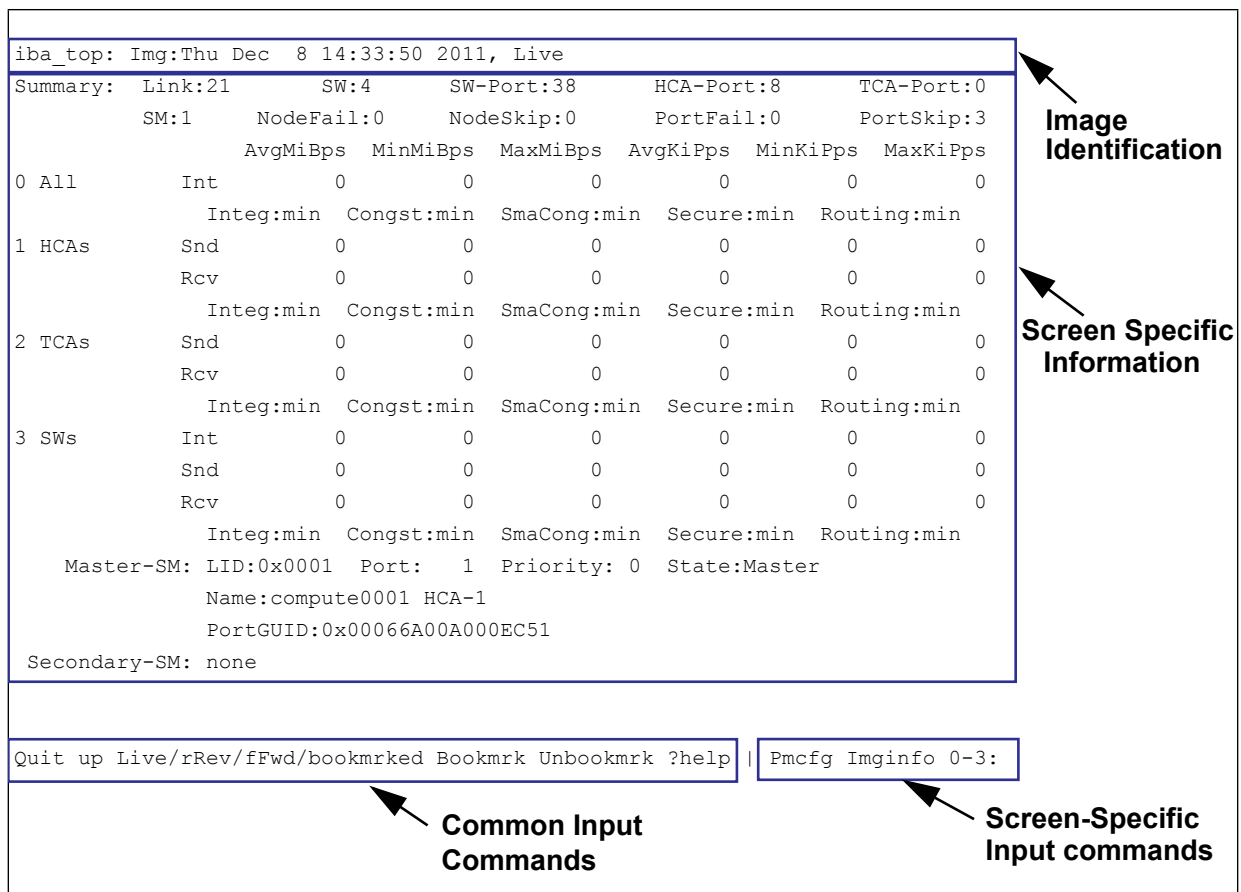 iba_top: Img:Thu Dec  8 14:33:50 2011, Live
Summary:  Link:21       SW:4      SW-Port:38      HCA-Port:8      TCA-Port:0
          SM:1     NodeFail:0     NodeSkip:0      PortFail:0      PortSkip:3
                  AvgMiBps  MinMiBps  MaxMiBps  AvgKiPps  MinKiPps  MaxKiPps
0 All        Int         0         0         0         0         0         0
               Integ:min  Congst:min  SmaCong:min  Secure:min  Routing:min
1 HCAs       Snd         0         0         0         0         0         0
             Rcv         0         0         0         0         0         0
               Integ:min  Congst:min  SmaCong:min  Secure:min  Routing:min
2 TCAs       Snd         0         0         0         0         0         0
             Rcv         0         0         0         0         0         0
               Integ:min  Congst:min  SmaCong:min  Secure:min  Routing:min
3 SWs        Int         0         0         0         0         0         0
             Snd         0         0         0         0         0         0
             Rcv         0         0         0         0         0         0
               Integ:min  Congst:min  SmaCong:min  Secure:min  Routing:min
    Master-SM: LID:0x0001  Port:   1  Priority: 0  State:Master
               Name:compute0001 HCA-1
               PortGUID:0x00066A00A000EC51
 Secondary-SM: none
Image
Identification
Screen Specific
Information
Quit up Live/rRev/fFwd/bookmrked Bookmrk Unbookmrk ?help | Pmcfg Imginfo 0-3:
Common Input
Commands
Screen-Specific
Input commands